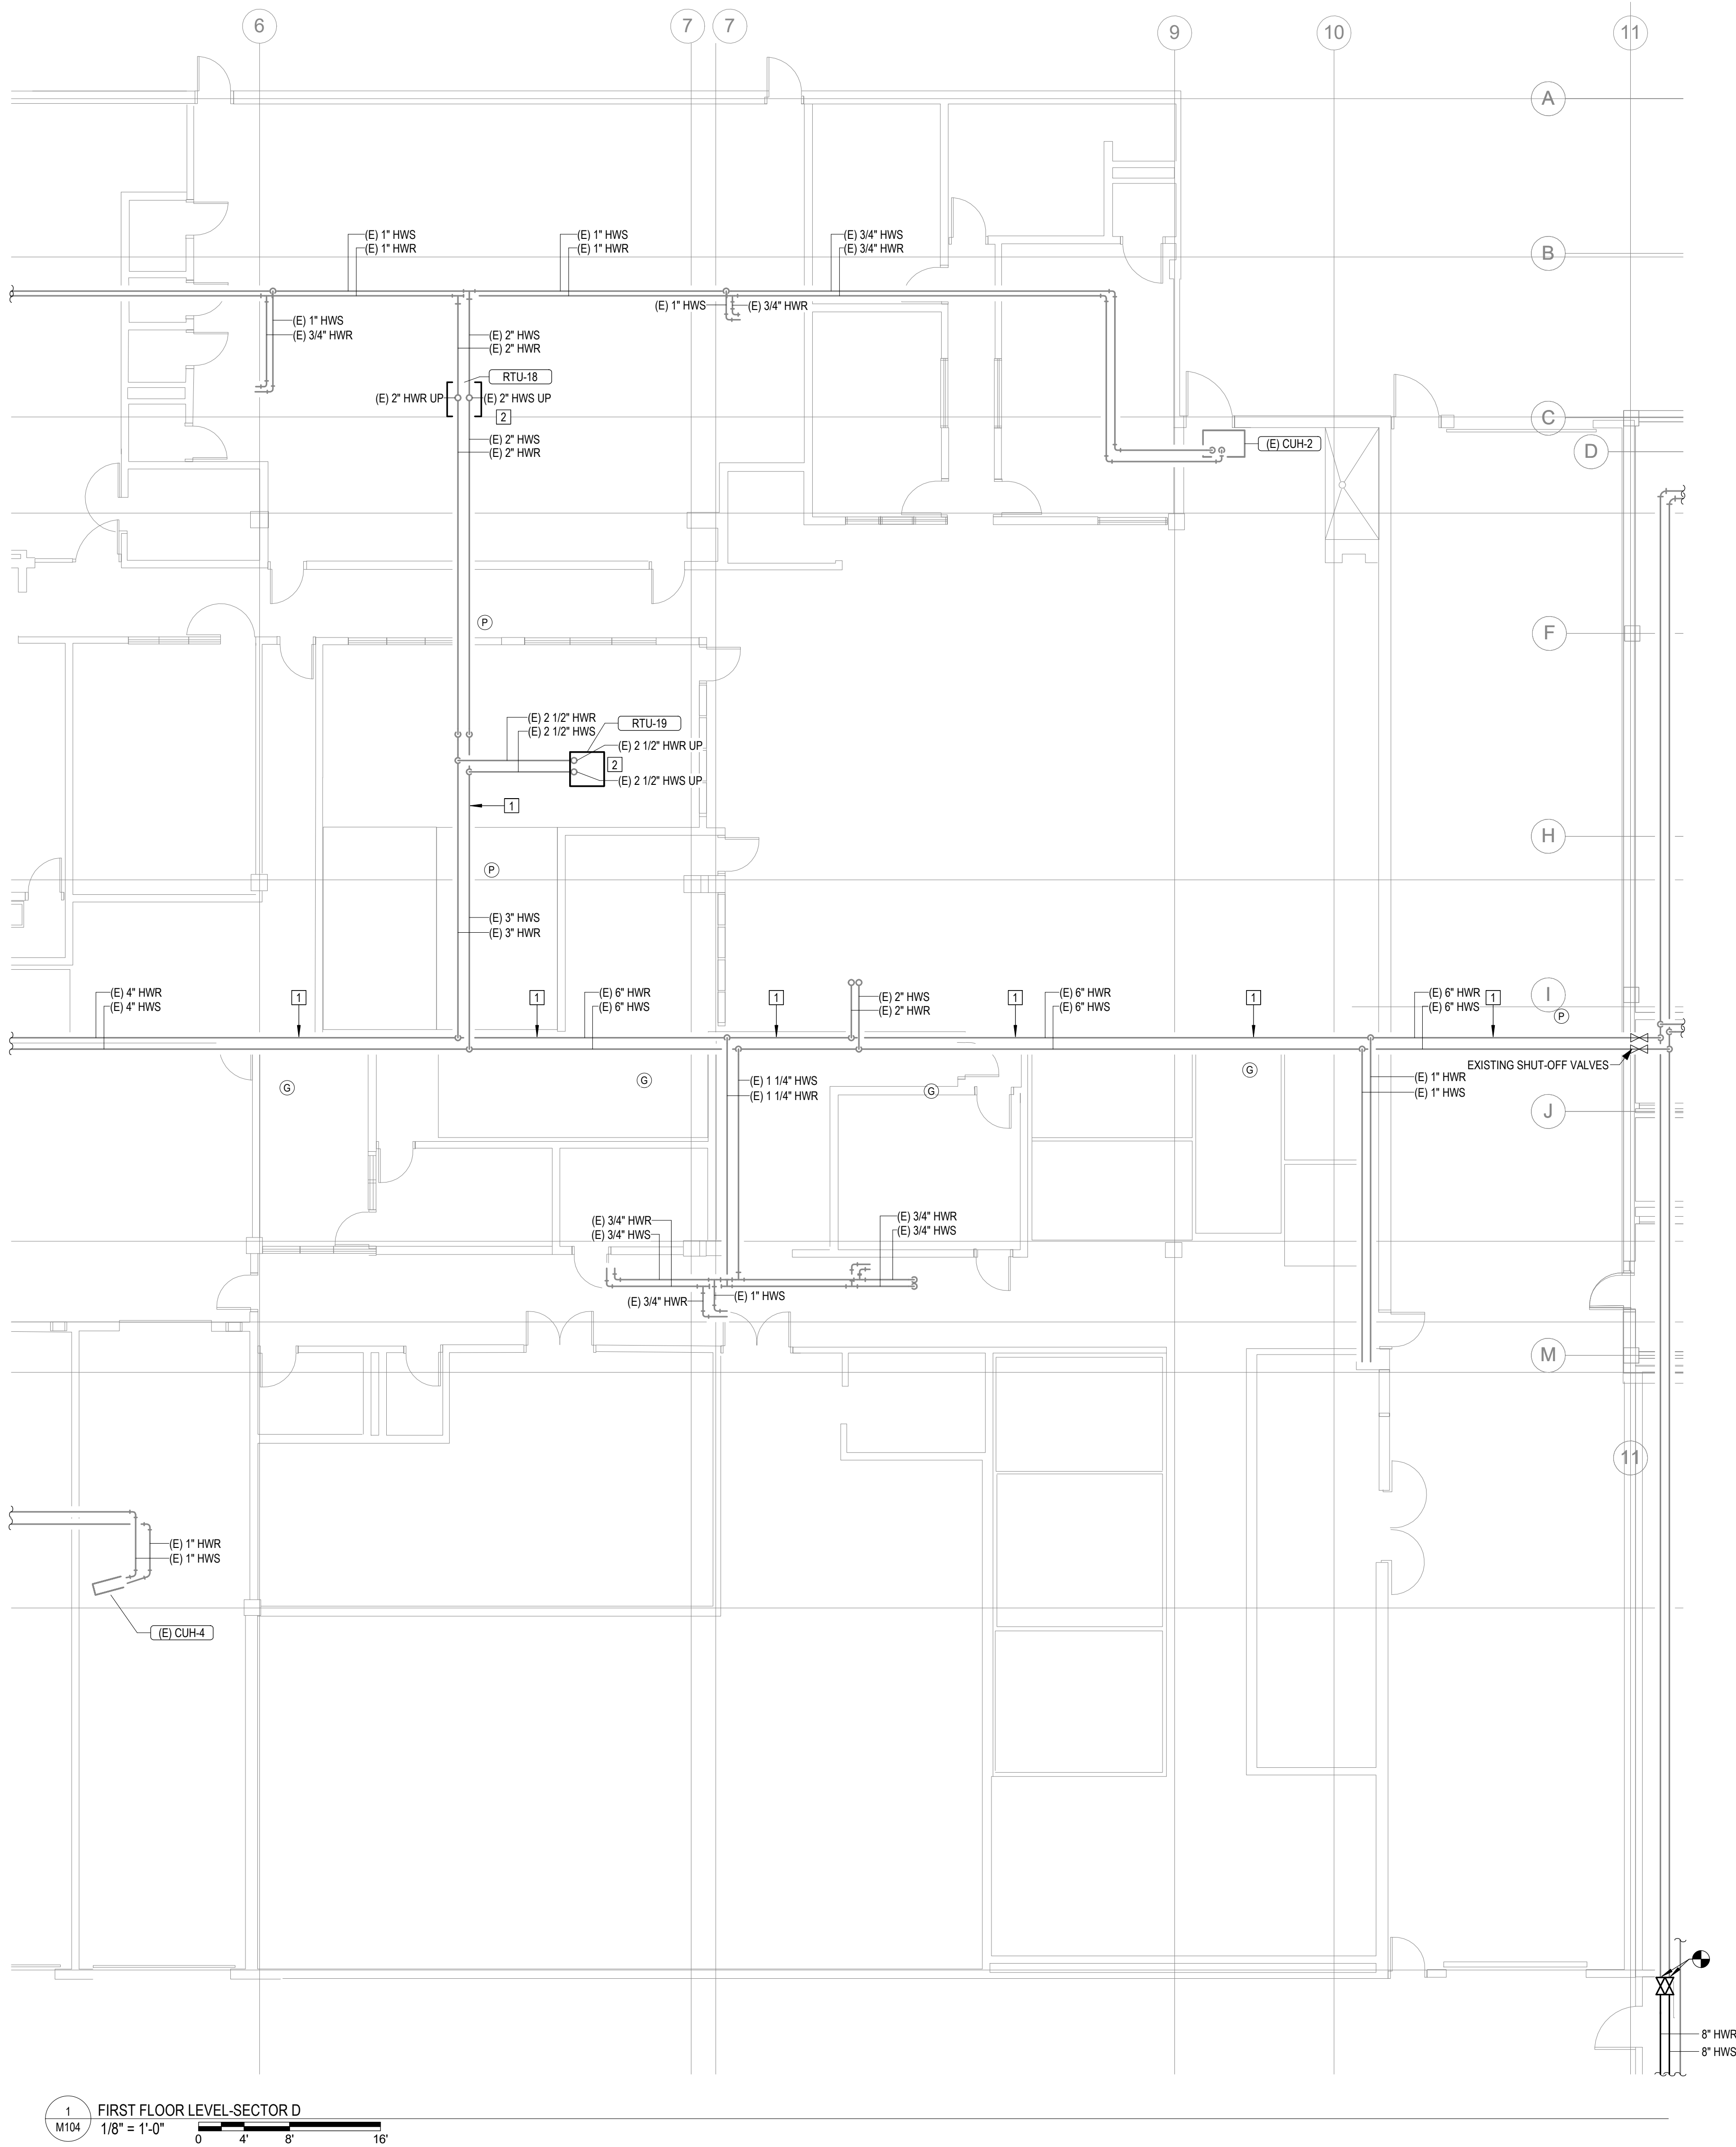 6
7
7
9
10
11
A
B
(E) 1" HWS
(E) 1" HWR
(E) 1" HWS
(E) 1" HWR
(E) 3/4" HWS
(E) 3/4" HWR
(E) 1" HWS
(E) 3/4" HWR
(E) 1" HWS
(E) 3/4" HWR
(E) 2" HWS
(E) 2" HWR
RTU-18
(E) 2" HWR UP
(E) 2" HWS UP
2
C
(E) 2" HWS
(E) 2" HWR
(E) CUH-2
D
P
F
(E) 2 1/2" HWR
(E) 2 1/2" HWS
RTU-19
(E) 2 1/2" HWR UP
2
(E) 2 1/2" HWS UP
1
H
P
(E) 3" HWS
(E) 3" HWR
(E) 4" HWR
(E) 4" HWS
1
1
(E) 6" HWR
(E) 6" HWS
1
(E) 2" HWS
(E) 2" HWR
1
(E) 6" HWR
(E) 6" HWS
1
(E) 6" HWR
(E) 6" HWS
1
I
P
EXISTING SHUT-OFF VALVES
G
G
G
G
(E) 1 1/4" HWS
(E) 1 1/4" HWR
(E) 1" HWR
(E) 1" HWS
J
(E) 3/4" HWR
(E) 3/4" HWS
(E) 3/4" HWR
(E) 3/4" HWS
(E) 3/4" HWR
(E) 1" HWS
M
11
(E) 1" HWR
(E) 1" HWS
(E) CUH-4
8" HWR
8" HWS
1
M104
FIRST FLOOR LEVEL-SECTOR D
1/8" = 1'-0"
0 4' 8' 16'